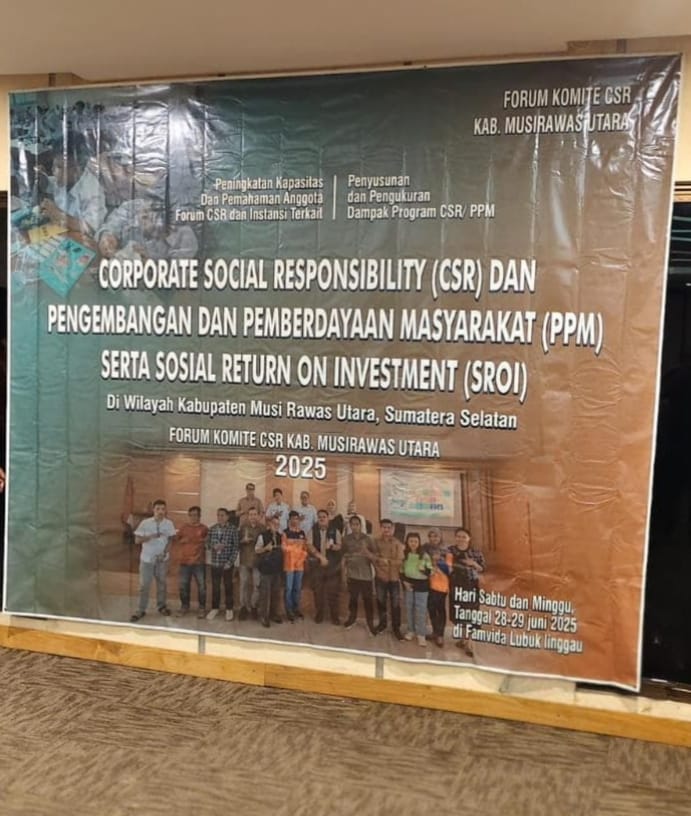 FORUM KOMITE CSR
KAB. MUSIRAWAS UTARA
Peningkatan Kapasitas
Dan Pemahaman Anggota
Forum CSR dan Instansi Terkait
Penyusunan
dan Pengukuran
Dampak Program CSR/ PPM
CORPORATE SOCIAL RESPONSIBILITY (CSR) DAN
PENGEMBANGAN DAN PEMBERDAYAAN MASYARAKAT (PPM)
SERTA SOSIAL RETURN ON INVESTMENT (SROI)
Di Wilayah Kabupaten Musi Rawas Utara, Sumatera Selatan
FORUM KOMITE CSR KAB. MUSIRAWAS UTARA
2025
Hari Sabtu dan Minggu,
Tanggal 28-29 juni 2025
di Famvida Lubuk linggau